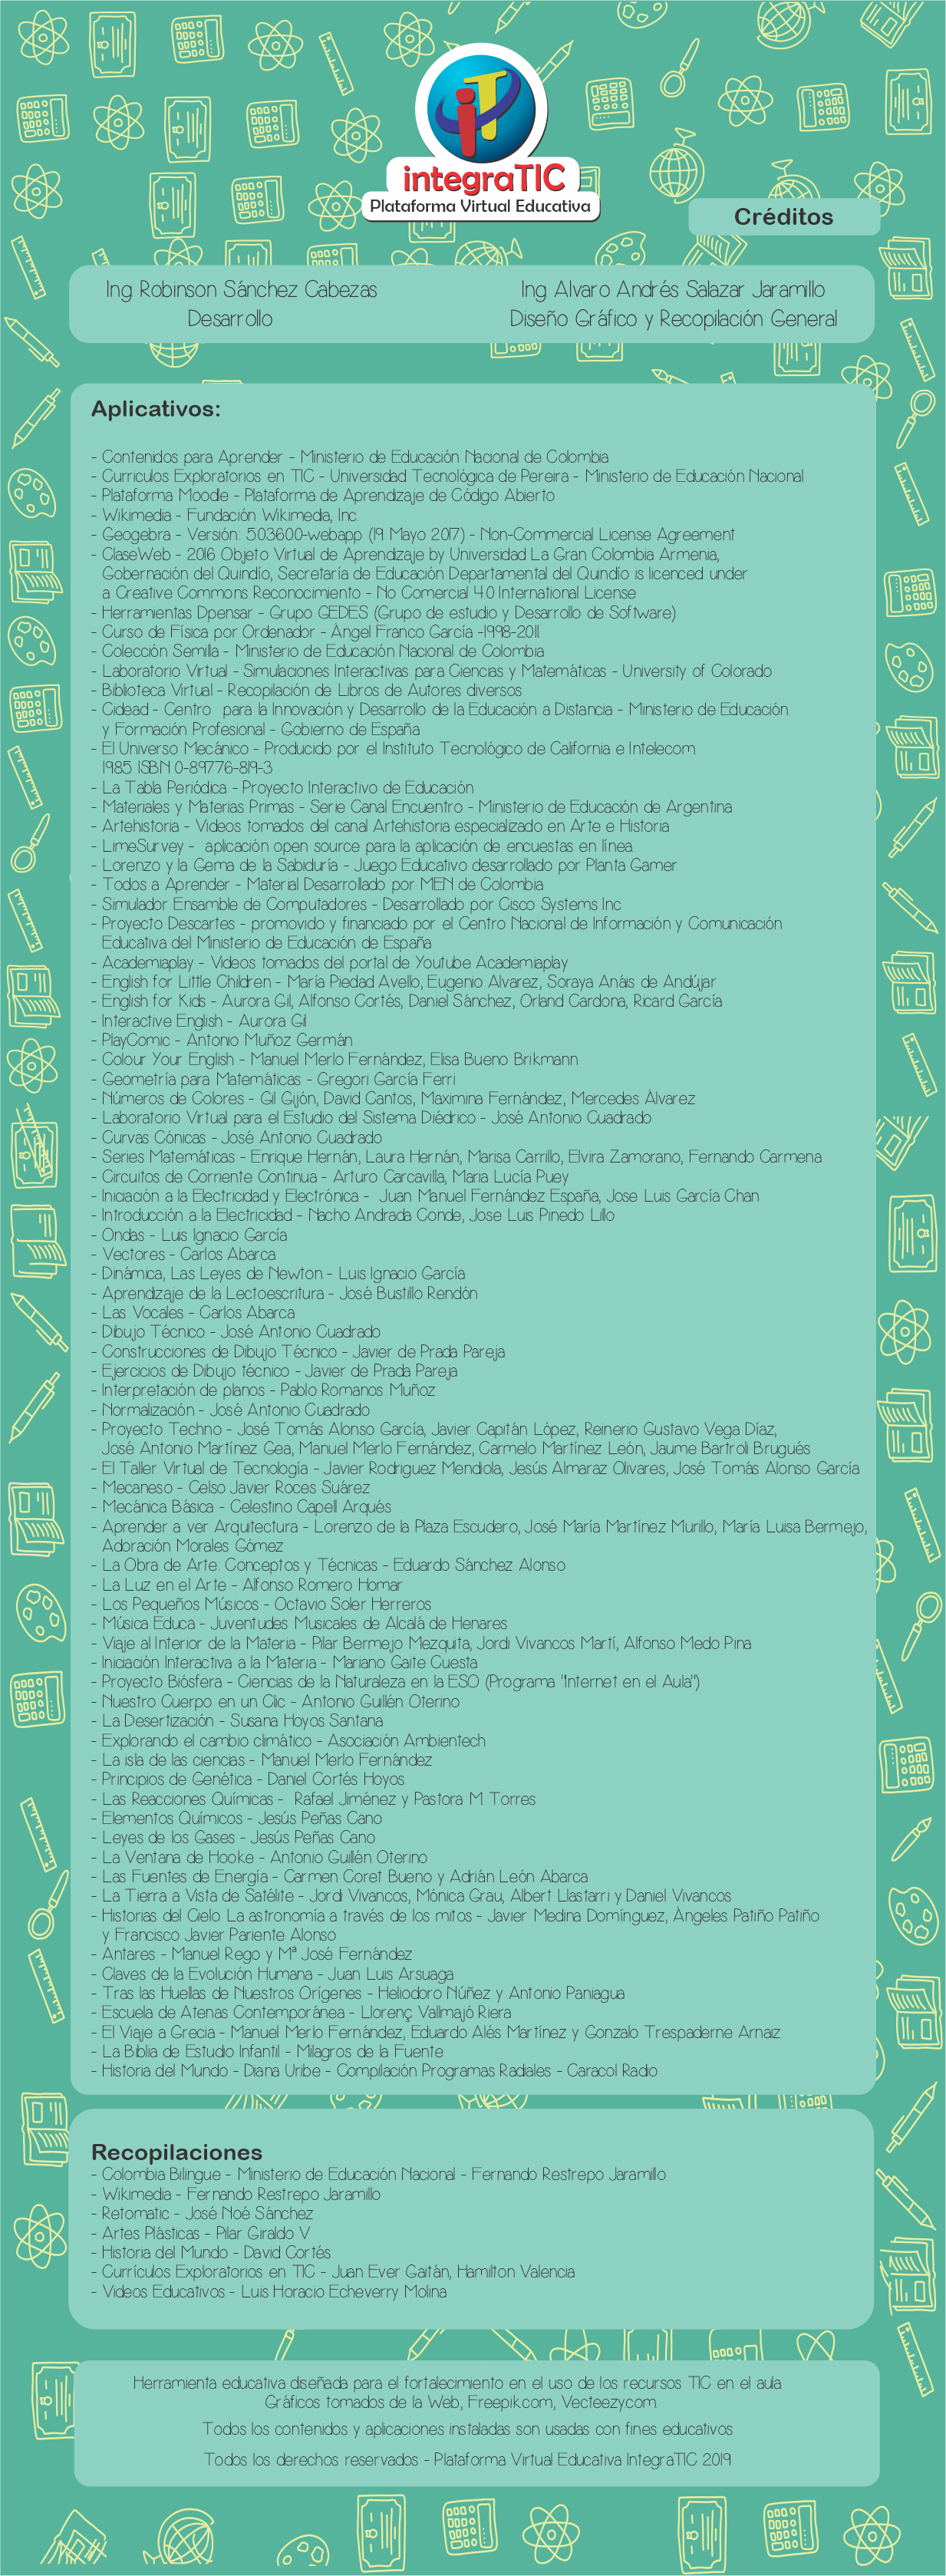 iT
integraTIC
Plataforma Virtual Educativa
Créditos
Ing. Robinson Sánchez Cabezas
Desarrollo
Ing. Alvaro Andrés Salazar Jaramillo
Diseño Gráfico y Recopilación General
Aplicativos:
- Contenidos para Aprender - Ministerio de Educación Nacional de Colombia
- Curriculos Exploratorios en TIC - Universidad Tecnológica de Pereira - Ministerio de Educación Nacional
- Plataforma Moodle - Plataforma de Aprendizaje de Código Abierto
- Wikimedia - Fundación Wikimedia, Inc.
- Geogebra - Versión: 5.0.360.0-webapp (19 Mayo 2017) - Non-Commercial License Agreement
- ClaseWeb - 2016 Objeto Virtual de Aprendizaje by Universidad La Gran Colombia Armenia,
Gobernación del Quindío, Secretaría de Educación Departamental del Quindío is licenced under
a Creative Commons Reconocimiento - No Comercial 4.0 International License
- Herramientas Dpensar - Grupo GEDES (Grupo de estudio y Desarrollo de Software)
- Curso de Física por Ordenador - Ángel Franco García -1998-2011.
- Colección Semilla - Ministerio de Educación Nacional de Colombia
- Laboratorio Virtual - Simulaciones Interactivas para Ciencias y Matemáticas - University of Colorado
- Biblioteca Virtual - Recopilación de Libros de Autores diversos
- Cidead - Centro para la Innovación y Desarrollo de la Educación a Distancia - Ministerio de Educación
y Formación Profesional - Gobierno de España
- El Universo Mecánico - Producido por el Instituto Tecnológico de California e Intelecom
1985. ISBN 0-89776-819-3
- La Tabla Periódica - Proyecto Interactivo de Educación
- Materiales y Materias Primas - Serie Canal Encuentro - Ministerio de Educación de Argentina
- Artehistoria - Videos tomados del canal Artehistoria especializado en Arte e Historia
- LimeSurvey - aplicación open source para la aplicación de encuestas en línea.
- Lorenzo y la Gema de la Sabiduría - Juego Educativo desarrollado por Planta Gamer
- Todos a Aprender - Material Desarrollado por MEN de Colombia
- Simulador Ensamble de Computadores - Desarrollado por Cisco Systems Inc
- Proyecto Descartes - promovido y financiado por el Centro Nacional de Información y Comunicación
Educativa del Ministerio de Educación de España
- Academiaplay - Videos tomados del portal de Youtube Academiaplay
- English for Little Children - María Piedad Avello, Eugenio Alvarez, Soraya Anáis de Andújar
- English for Kids - Aurora Gil, Alfonso Cortés, Daniel Sánchez, Orland Cardona, Ricard García
- Interactive English - Aurora Gil
- PlayComic - Antonio Muñoz Germán
- Colour Your English - Manuel Merlo Fernández, Elisa Bueno Brikmann
- Geometría para Matemáticas - Gregori García Ferri
- Números de Colores - Gil Gijón, David Cantos, Maximina Fernández, Mercedes Álvarez
- Laboratorio Virtual para el Estudio del Sistema Diédrico - José Antonio Cuadrado
- Curvas Cónicas - José Antonio Cuadrado
- Series Matemáticas - Enrique Hernán, Laura Hernán, Marisa Carrillo, Elvira Zamorano, Fernando Carmena
- Circuitos de Corriente Continua - Arturo Carcavilla, Maria Lucía Puey
- Iniciación a la Electricidad y Electrónica - Juan Manuel Fernández España, Jose Luis García Chan
- Introducción a la Electricidad - Nacho Andrada Conde, Jose Luis Pinedo Lillo
- Ondas - Luis Ignacio García
- Vectores - Carlos Abarca
- Dinámica, Las Leyes de Newton - Luis Ignacio García
- Aprendizaje de la Lectoescritura - José Bustillo Rendón
- Las Vocales - Carlos Abarca
- Dibujo Técnico - José Antonio Cuadrado
- Construcciones de Dibujo Técnico - Javier de Prada Pareja
- Ejercicios de Dibujo técnico - Javier de Prada Pareja
- Interpretación de planos - Pablo Romanos Muñoz
- Normalización - José Antonio Cuadrado
- Proyecto Techno - José Tomás Alonso García, Javier Capitán López, Reinerio Gustavo Vega Díaz,
José Antonio Martínez Gea, Manuel Merlo Fernández, Carmelo Martínez León, Jaume Bartroli Brugués
- El Taller Virtual de Tecnología - Javier Rodriguez Mendiola, Jesús Almaraz Olivares, José Tomás Alonso García
- Mecaneso - Celso Javier Roces Suárez
- Mecánica Básica - Celestino Capell Arqués
- Aprender a ver Arquitectura - Lorenzo de la Plaza Escudero, José María Martínez Murillo, María Luisa Bermejo,
Adoración Morales Gómez
- La Obra de Arte: Conceptos y Técnicas - Eduardo Sánchez Alonso
- La Luz en el Arte - Alfonso Romero Homar
- Los Pequeños Músicos - Octavio Soler Herreros
- Música Educa - Juventudes Musicales de Alcalá de Henares
- Viaje al Interior de la Materia - Pilar Bermejo Mezquita, Jordi Vivancos Martí, Alfonso Medo Pina
- Iniciación Interactiva a la Materia - Mariano Gaite Cuesta
- Proyecto Biósfera - Ciencias de la Naturaleza en la ESO (Programa "Internet en el Aula")
- Nuestro Cuerpo en un Clic - Antonio Guillén Oterino
- La Desertización - Susana Hoyos Santana
- Explorando el cambio climático - Asociación Ambientech
- La isla de las ciencias - Manuel Merlo Fernández
- Principios de Genética - Daniel Cortés Hoyos
- Las Reacciones Químicas - Rafael Jiménez y Pastora M. Torres
- Elementos Químicos - Jesús Peñas Cano
- Leyes de los Gases - Jesús Peñas Cano
- La Ventana de Hooke - Antonio Guillén Oterino
- Las Fuentes de Energía - Carmen Coret Bueno y Adrián León Abarca
- La Tierra a Vista de Satélite - Jordi Vivancos, Mónica Grau, Albert Llastarri y Daniel Vivancos
- Historias del Cielo. La astronomía a través de los mitos - Javier Medina Domínguez, Ángeles Patiño Patiño
y Francisco Javier Pariente Alonso
- Antares - Manuel Rego y Mª José Fernández
- Claves de la Evolución Humana - Juan Luis Arsuaga
- Tras las Huellas de Nuestros Orígenes - Heliodoro Núñez y Antonio Paniagua
- Escuela de Atenas Contemporánea - Llorenç Vallmajó Riera
- El Viaje a Grecia - Manuel Merlo Fernández, Eduardo Alés Martínez y Gonzalo Trespaderne Arnaiz.
- La Biblia de Estudio Infantil - Milagros de la Fuente
- Historia del Mundo - Diana Uribe - Compilación Programas Radiales - Caracol Radio
Recopilaciones
- Colombia Bilingue - Ministerio de Educación Nacional - Fernando Restrepo Jaramillo
- Wikimedia - Fernando Restrepo Jaramillo
- Retomatic - José Noé Sánchez
- Artes Plásticas - Pilar Giraldo V
- Historia del Mundo - David Cortés
- Currículos Exploratorios en TIC - Juan Ever Gaitán, Hamilton Valencia
- Videos Educativos - Luis Horacio Echeverry Molina
Herramienta educativa diseñada para el fortalecimiento en el uso de los recursos TIC en el aula.
Gráficos tomados de la Web, Freepik.com, Vecteezy.com.
Todos los contenidos y aplicaciones instaladas son usadas con fines educativos
Todos los derechos reservados - Plataforma Virtual Educativa IntegraTIC 2019